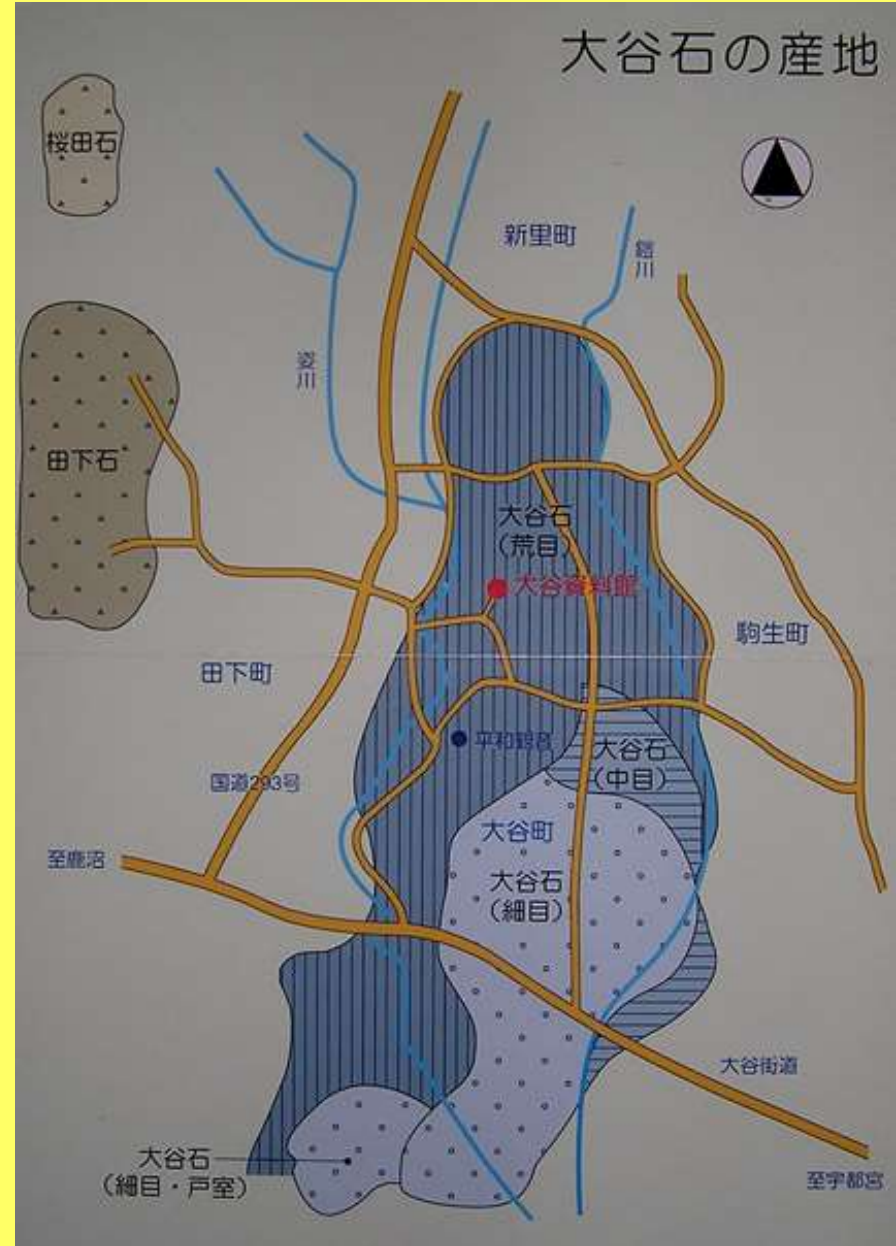 大谷石の産地
桜田石
新里町
鎧川
姿川
田下石
大谷石
(荒目)
大谷資料館
駒生町
田下町
平和観音
大谷石
(中目)
国道293号
大谷町
至鹿沼
大谷石
(細目)
大谷街道
大谷石
(細目・戸室)
至宇都宮